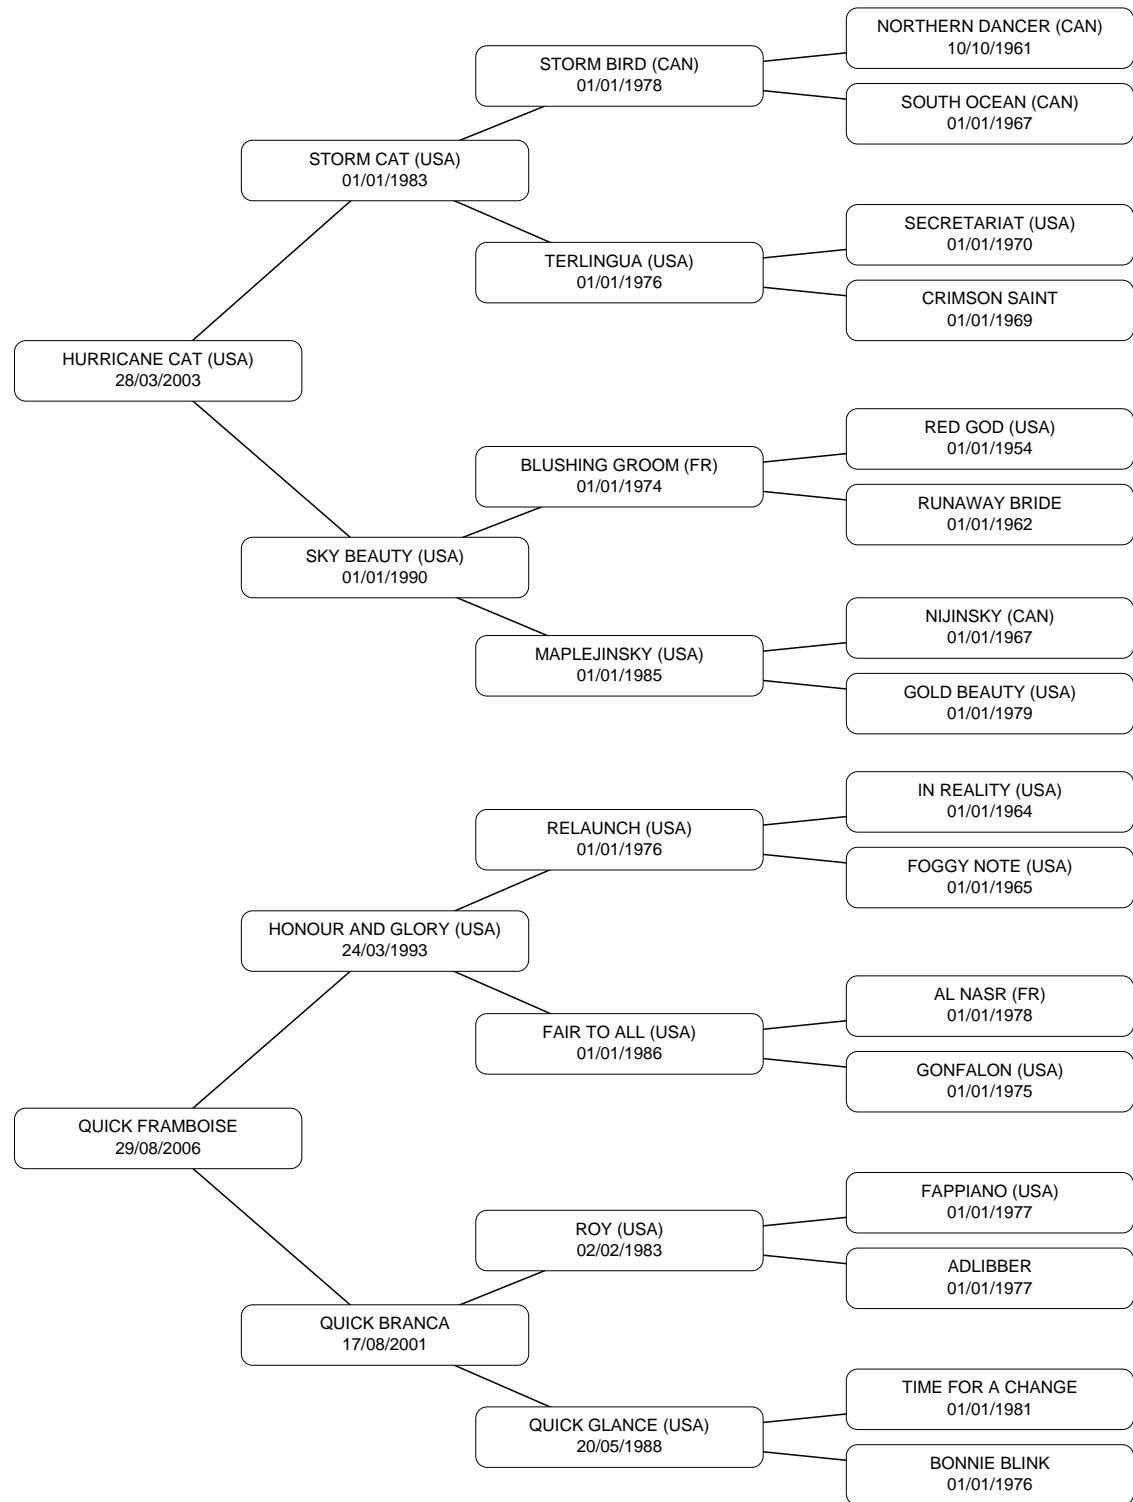 NORTHERN DANCER (CAN)
10/10/1961
STORM BIRD (CAN)
01/01/1978
SOUTH OCEAN (CAN)
01/01/1967
STORM CAT (USA)
01/01/1983
SECRETARIAT (USA)
01/01/1970
TERLINGUA (USA)
01/01/1976
CRIMSON SAINT
01/01/1969
HURRICANE CAT (USA)
28/03/2003
RED GOD (USA)
01/01/1954
BLUSHING GROOM (FR)
01/01/1974
RUNAWAY BRIDE
01/01/1962
SKY BEAUTY (USA)
01/01/1990
NIJINSKY (CAN)
01/01/1967
MAPLEJINSKY (USA)
01/01/1985
GOLD BEAUTY (USA)
01/01/1979
IN REALITY (USA)
01/01/1964
RELAUNCH (USA)
01/01/1976
FOGGY NOTE (USA)
01/01/1965
HONOUR AND GLORY (USA)
24/03/1993
AL NASR (FR)
01/01/1978
FAIR TO ALL (USA)
01/01/1986
GONFALON (USA)
01/01/1975
QUICK FRAMBOISE
29/08/2006
FAPPIANO (USA)
01/01/1977
ROY (USA)
02/02/1983
ADLIBBER
01/01/1977
QUICK BRANCA
17/08/2001
TIME FOR A CHANGE
01/01/1981
QUICK GLANCE (USA)
20/05/1988
BONNIE BLINK
01/01/1976